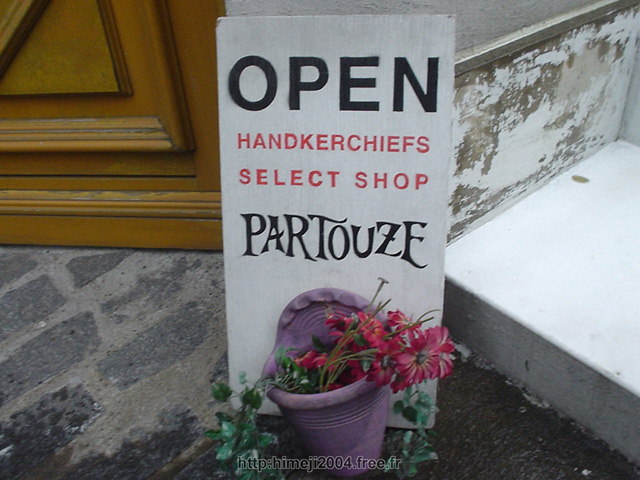 OPEN
HANDKERCHIEFS
SELECT SHOP
PARTOUZE
http:himeji2004.free.fr